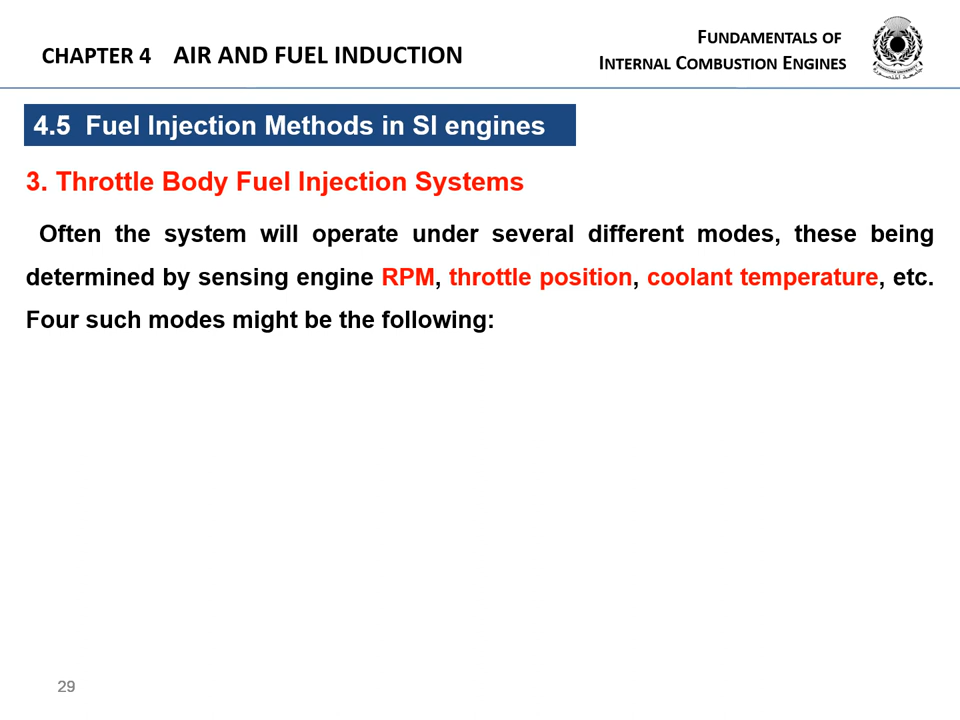 CHAPTER 4 AIR AND FUEL INDUCTION
FUNDAMENTALS OF
INTERNAL COMBUSTION ENGINES
4.5 Fuel Injection Methods in SI engines
3. Throttle Body Fuel Injection Systems
Often the system will operate under several different modes, these being
determined by sensing engine RPM, throttle position, coolant temperature, etc.
Four such modes might be the following:
29